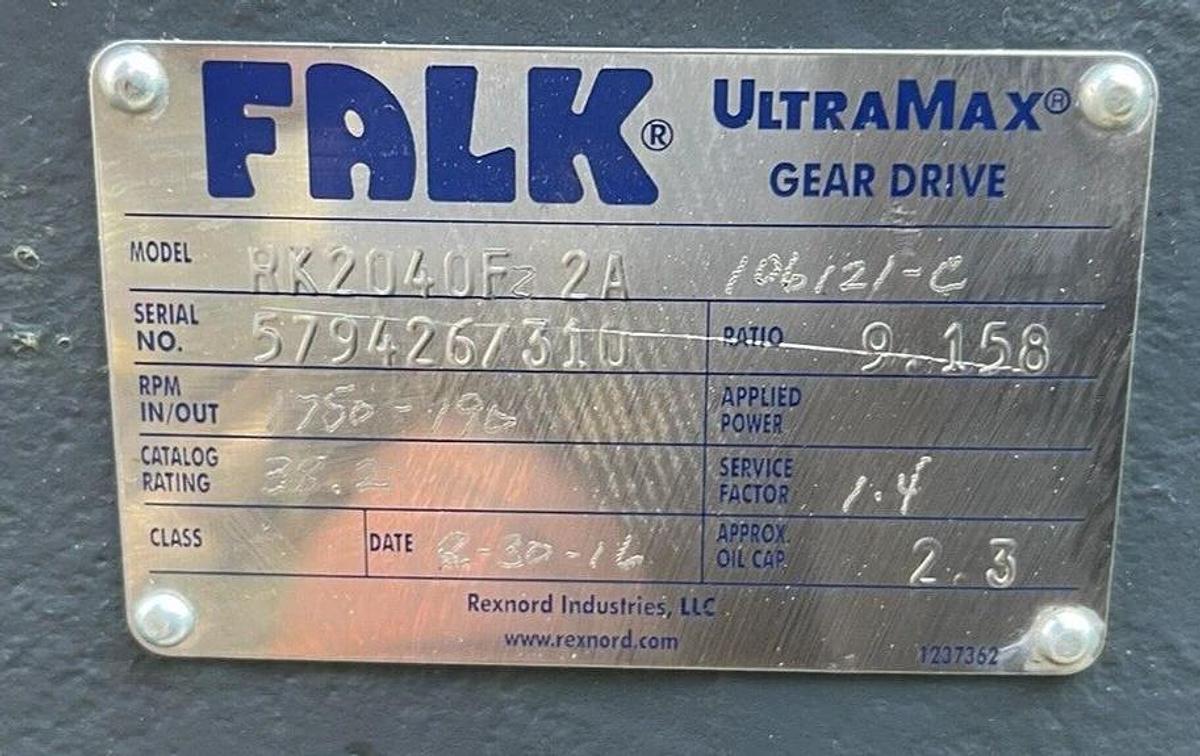 FALK® ULTRAMAX®
GEAR DRIVE
MODEL RK2040FZ 2A 106121-C
SERIAL NO. 5794267310 RATIO 9.158
RPM IN/OUT 1750-190 APPLIED POWER
CATALOG RATING 38.2 SERVICE FACTOR 1.4
CLASS DATE 8-30-16 APPROX. OIL CAP. 2.3
Rexnord Industries, LLC
www.rexnord.com
1237362